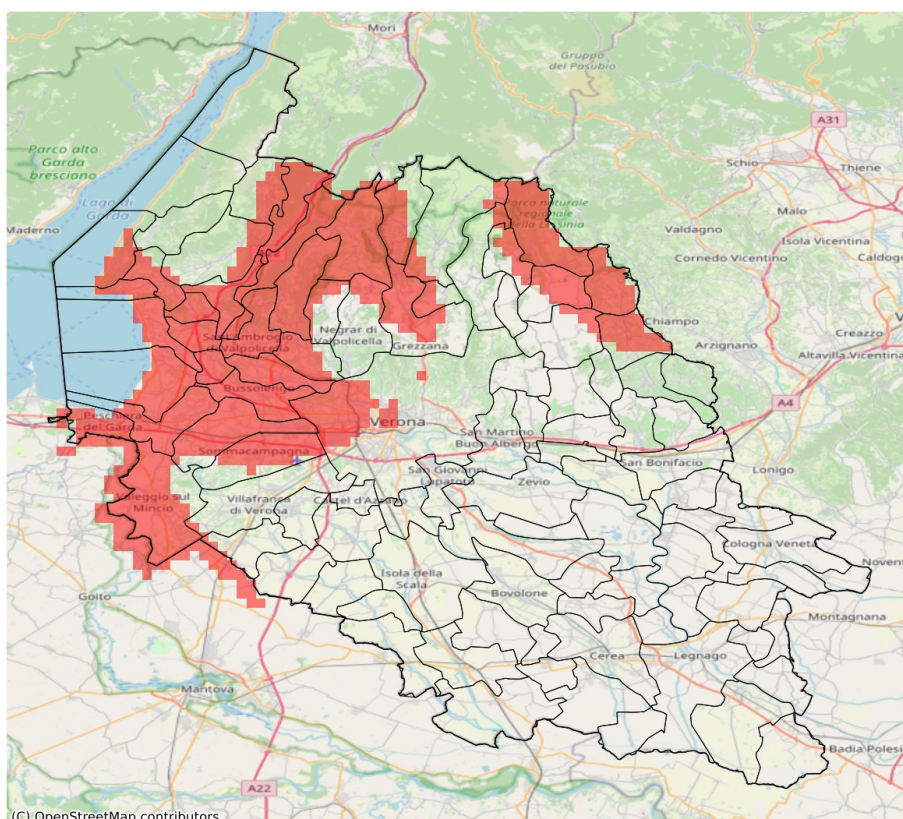 Mori
Gruppo
del Pasubio
A31
Parco alto
Garda
bresciano
Schio
Thiene
Lago di
Garda
Parco naturale
regionale
della Lessinia
Malo
Maderno
Valdagno
Isola Vicentina
Cornedo Vicentino
Caldogn
Chiampo
Sant'Ambrogio
di Valpolicella
Negrar di
Valpolicella
Grezzana
Arzignano
Creazzo
Altavilla Vicentina
Bussolengo
A4
Peschiera
del Garda
Verona
San Martino
Buon Albergo
Sommacampagna
San Giovanni
Lupatoto
San Bonifacio
Lonigo
Zevio
Valeggio sul
Mincio
Villafranca
di Verona
Castel d'Azzano
Cologna Veneta
Noven
Isola della
Scala
Goito
Bovolone
Montagnana
Cerea
Legnago
Mantova
Badia Polesi
A22
(C) OpenStreetMap contributors